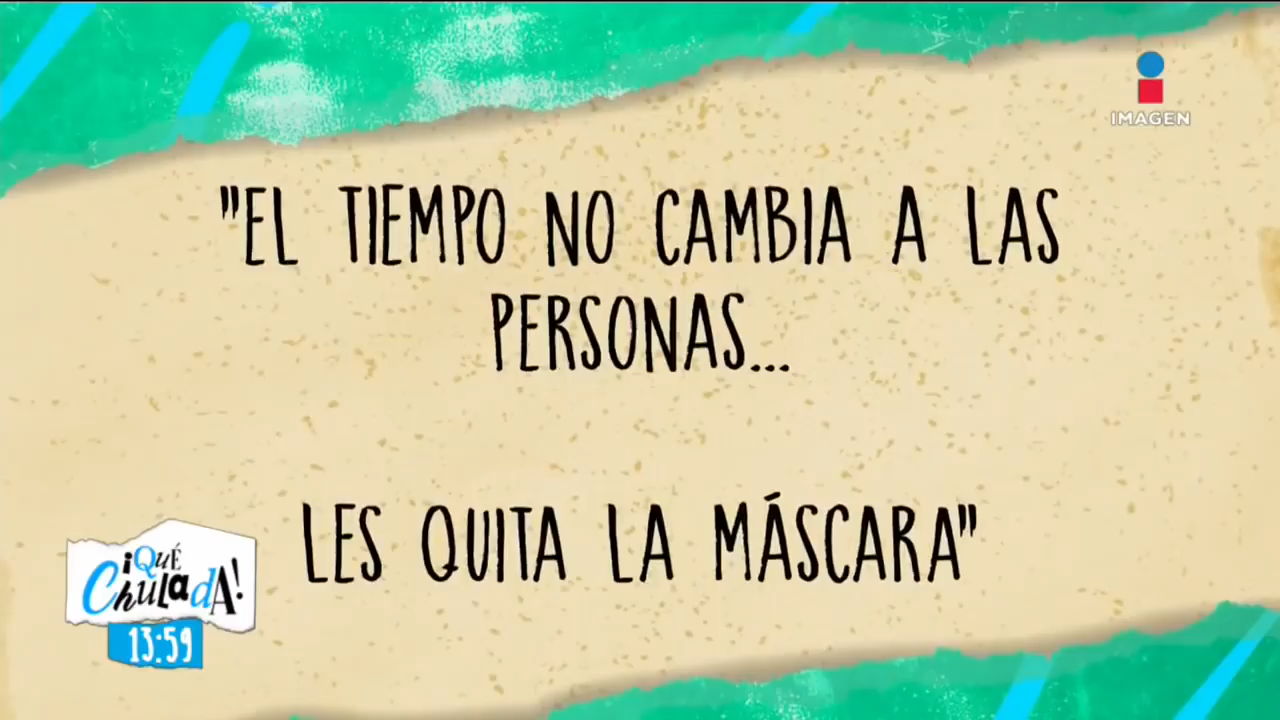 IMAGEN
"EL TIEMPO NO CAMBIA A LAS
PERSONAS...
LES QUITA LA MÁSCARA"
¡QUÉ
ChuLadA!
13:59